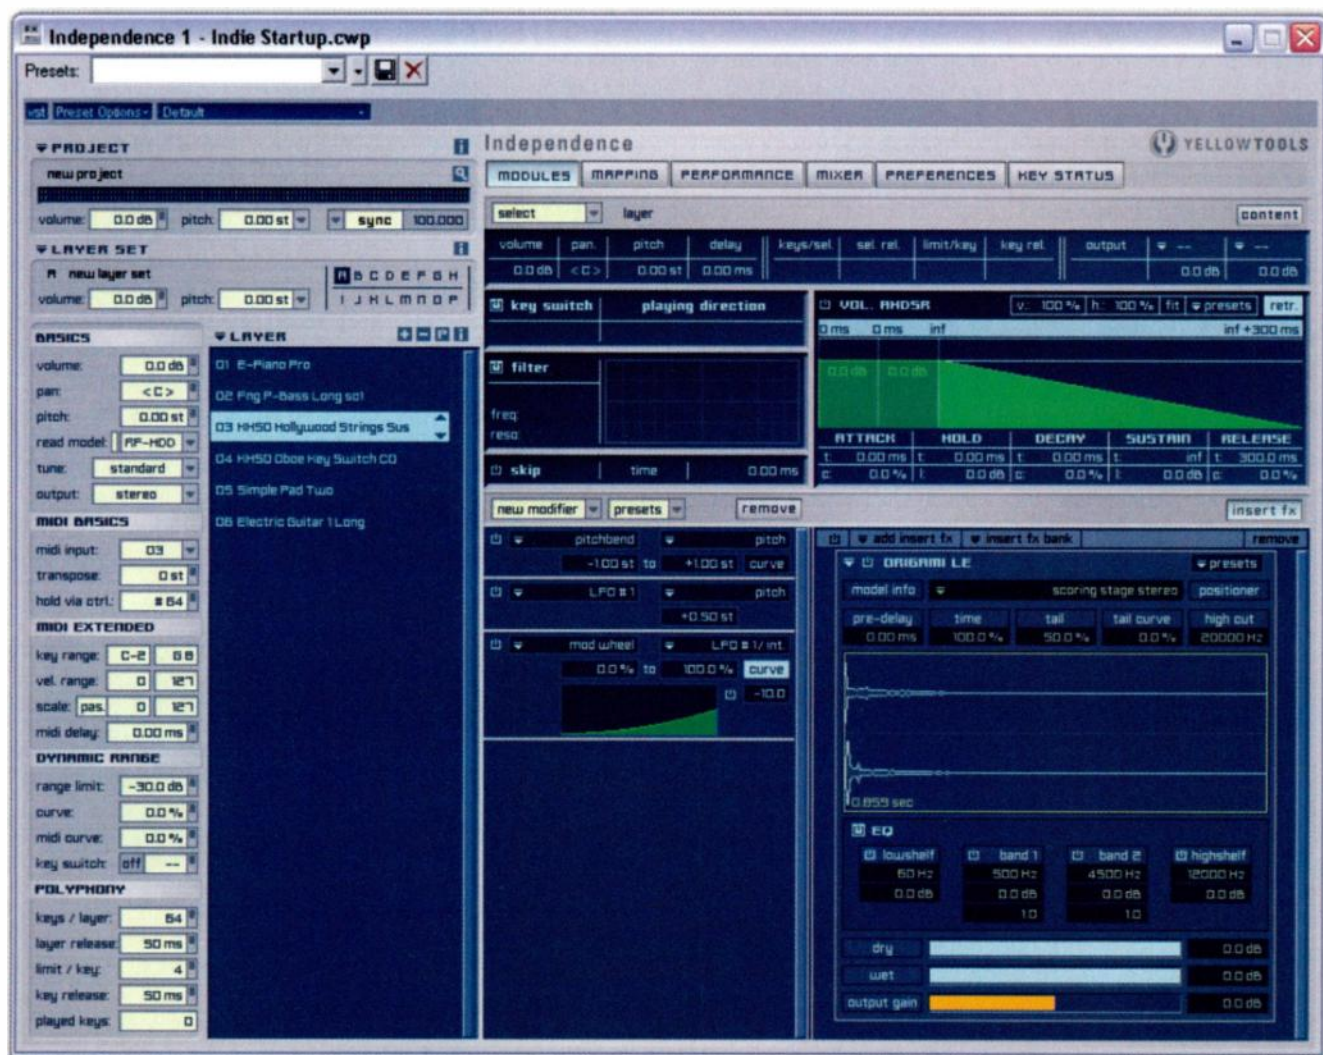 Independence 1 - Indie Startup.cwp
Presets:
vst Preset Options Default
PROJECT
new project
volume: 0.0 dB pitch: 0.00 st sync 100.000
LAYER SET
A new layer set
A B C D E F G H
volume: 0.0 dB pitch: 0.00 st
I J K L M N O P
BASICS
volume: 0.0 dB
pan: <C>
pitch: 0.00 st
read model: AP-HDD
tune: standard
output: stereo
MIDI BASICS
midi input: 03
transpose: 0 st
hold via ctrl.: # 64
MIDI EXTENDED
key range: C-2 G8
vel. range: 0 127
scale: pas. 0 127
midi delay: 0.00 ms
DYNAMIC RANGE
range limit: -30.0 dB
curve: 0.0 %
midi curve: 0.0 %
key switch: off --
POLYPHONY
keys / layer: 64
layer release: 50 ms
limit / key: 4
key release: 50 ms
played keys: 0
LAYER
01 E-Piano Pro
02 Fng P-Bass Long sc1
03 KH50 Hollywood Strings Sus
04 KH50 Oboe Key Switch C0
05 Simple Pad Two
06 Electric Guitar 1 Long
Independence
YELLOWTOOLS
MODULES MAPPING PERFORMANCE MIXER PREFERENCES KEY STATUS
select layer content
volume pan. pitch delay keys/sel. sel. rel. limit/key key rel. output -- --
0.0 dB <C> 0.00 st 0.00 ms 0.0 dB 0.0 dB
key switch playing direction
filter
freq:
reso:
skip time 0.00 ms
VOL. AHDSR v.: 100 % h.: 100 % fit presets retr.
0 ms 0 ms inf inf +300 ms
0.0 dB 0.0 dB
ATTACK HOLD DECAY SUSTAIN RELEASE
t: 0.00 ms t: 0.00 ms t: 0.00 ms t: inf t: 300.0 ms
c: 0.0 % l: 0.0 dB c: 0.0 % l: 0.0 dB c: 0.0 %
new modifier presets remove insert fx
pitchbend pitch
-1.00 st to +1.00 st curve
LFO # 1 pitch
+0.50 st
mod wheel LFO # 1/ int.
0.0 % to 100.0 % curve
-10.0
add insert fx insert fx bank remove
ORIGAMI LE presets
model info scoring stage stereo positioner
pre-delay time tail tail curve high cut
0.00 ms 100.0 % 50.0 % 0.0 % 20000 Hz
0.859 sec
EQ
lowshelf band 1 band 2 highshelf
60 Hz 500 Hz 4500 Hz 12000 Hz
0.0 dB 0.0 dB 0.0 dB 0.0 dB
1.0 1.0
dry 0.0 dB
wet 0.0 dB
output gain 0.0 dB